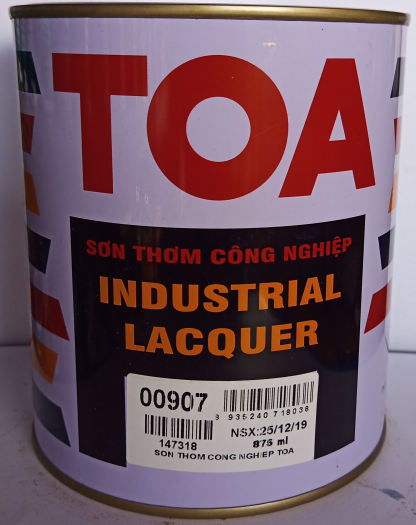 TOA
SƠN THƠM CÔNG NGHIỆP
INDUSTRIAL
LACQUER
00907
8 935240 718038
147318
NSX:25/12/19
875 ml
SON THOM CONG NGHIEP TOA